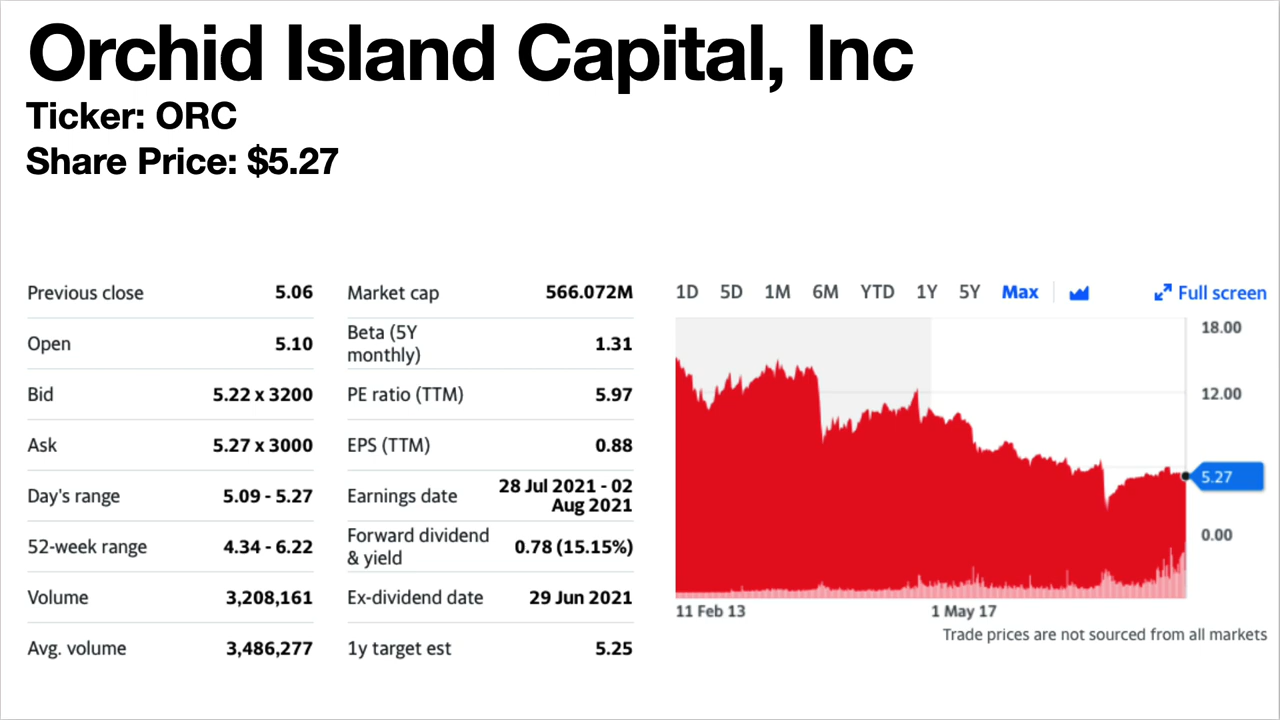 Orchid Island Capital, Inc
Ticker: ORC
Share Price: $5.27
Previous close 5.06
Open 5.10
Bid 5.22 x 3200
Ask 5.27 x 3000
Day's range 5.09 - 5.27
52-week range 4.34 - 6.22
Volume 3,208,161
Avg. volume 3,486,277
Market cap 566.072M
Beta (5Y
monthly) 1.31
PE ratio (TTM) 5.97
EPS (TTM) 0.88
Earnings date 28 Jul 2021 - 02
Aug 2021
Forward dividend
& yield 0.78 (15.15%)
Ex-dividend date 29 Jun 2021
1y target est 5.25
1D 5D 1M 6M YTD 1Y 5Y Max Full screen
18.00
12.00
5.27
0.00
11 Feb 13 1 May 17
Trade prices are not sourced from all markets